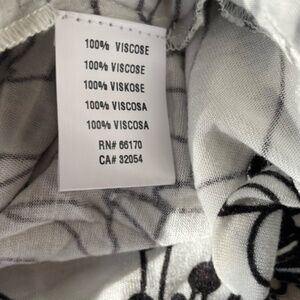 100% VISCOSE
100% VISCOSE
100% VISKOSE
100% VISCOSA
100% VISCOSA
RN# 66170
CA# 32054